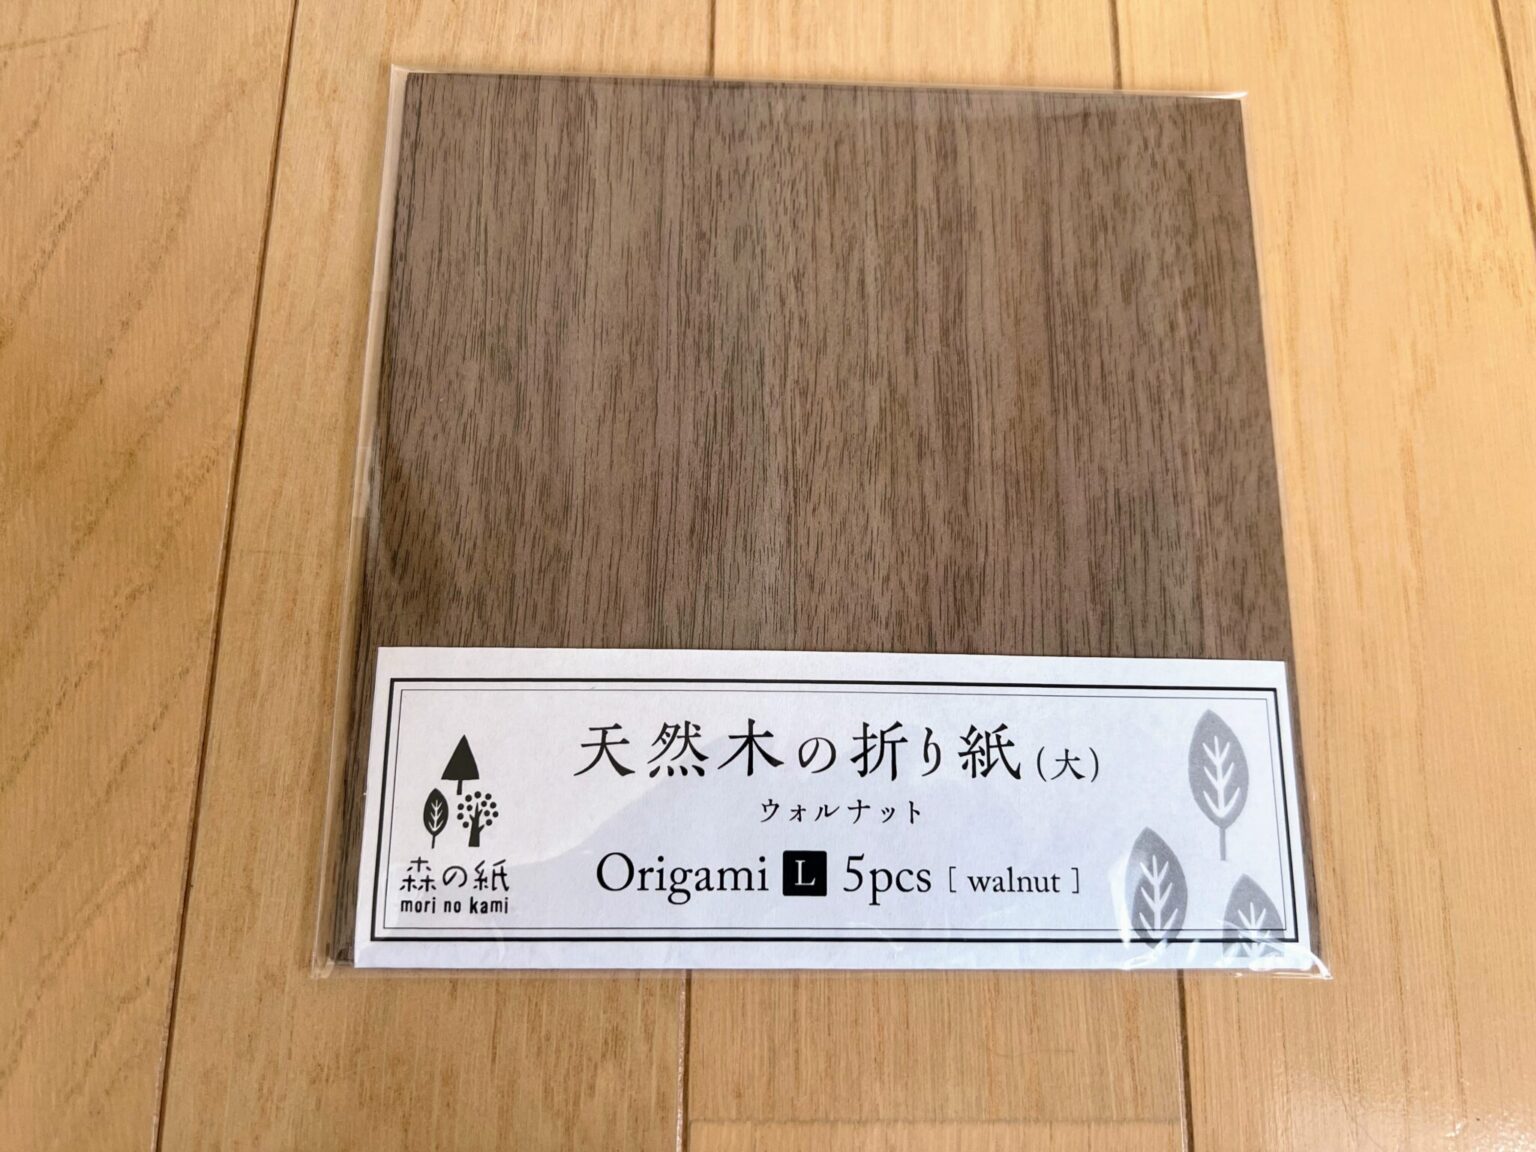 天然木の折り紙(大)
ウォルナット
Origami L 5pcs [ walnut ]
森の紙
mori no kami